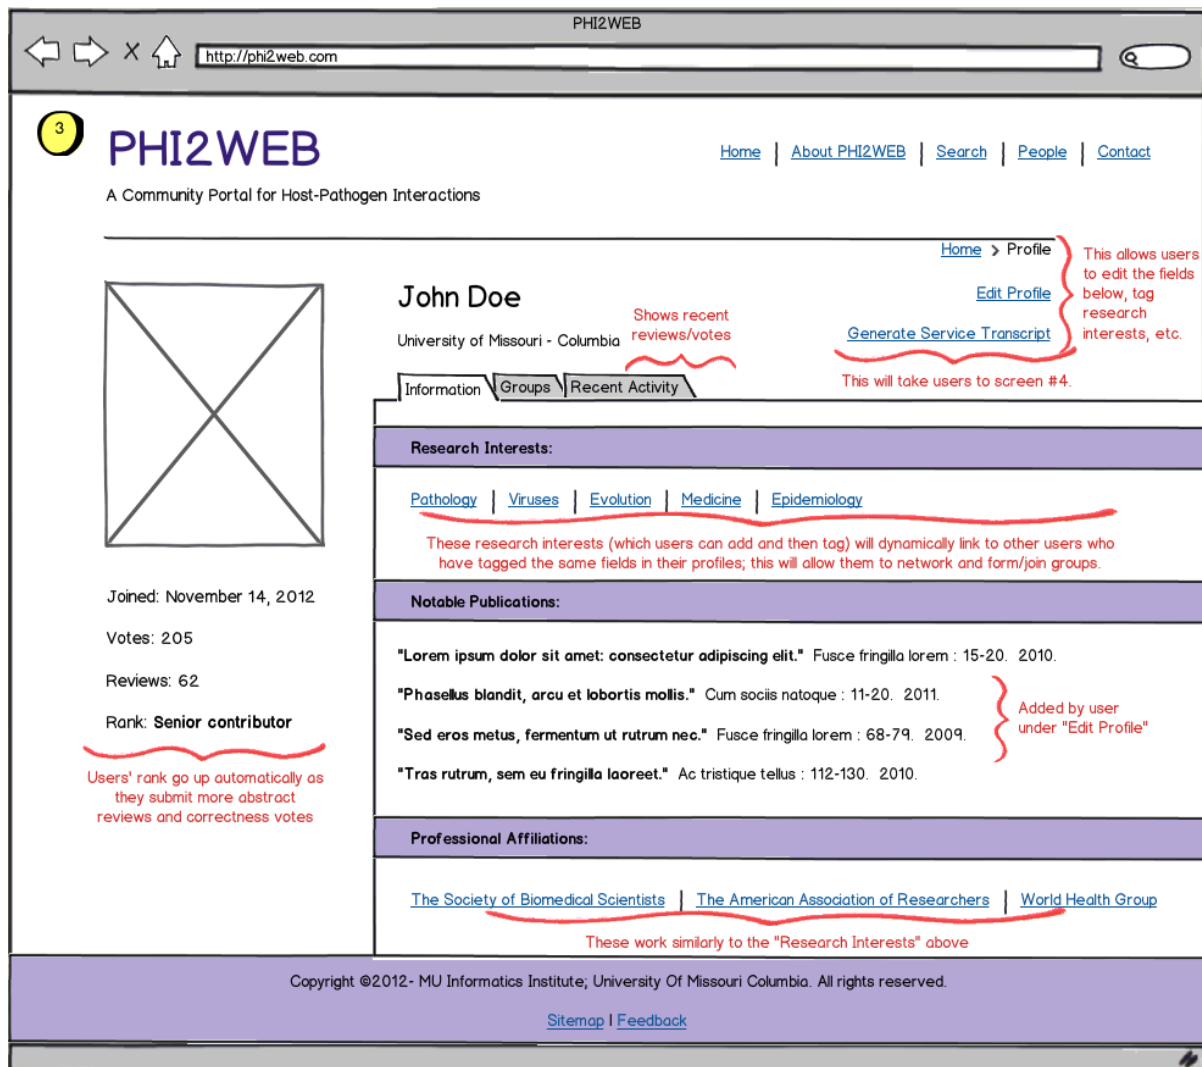 PHI2WEB
http://phi2web.com
3
PHI2WEB
Home | About PHI2WEB | Search | People | Contact
A Community Portal for Host-Pathogen Interactions
Home > Profile
Edit Profile
Generate Service Transcript
This allows users
to edit the fields
below, tag
research
interests, etc.
This will take users to screen #4.
John Doe
University of Missouri - Columbia
Shows recent
reviews/votes
Information
Groups
Recent Activity
Research Interests:
Pathology | Viruses | Evolution | Medicine | Epidemiology
These research interests (which users can add and then tag) will dynamically link to other users who
have tagged the same fields in their profiles; this will allow them to network and form/join groups.
Joined: November 14, 2012
Votes: 205
Reviews: 62
Rank: Senior contributor
Users' rank go up automatically as
they submit more abstract
reviews and correctness votes
Notable Publications:
"Lorem ipsum dolor sit amet: consectetur adipiscing elit." Fusce fringilla lorem : 15-20. 2010.
"Phasellus blandit, arcu et lobortis mollis." Cum sociis natoque : 11-20. 2011.
"Sed eros metus, fermentum ut rutrum nec." Fusce fringilla lorem : 68-79. 2009.
"Tras rutrum, sem eu fringilla laoreet." Ac tristique tellus : 112-130. 2010.
Added by user
under "Edit Profile"
Professional Affiliations:
The Society of Biomedical Scientists | The American Association of Researchers | World Health Group
These work similarly to the "Research Interests" above
Copyright ©2012- MU Informatics Institute; University Of Missouri Columbia. All rights reserved.
Sitemap | Feedback